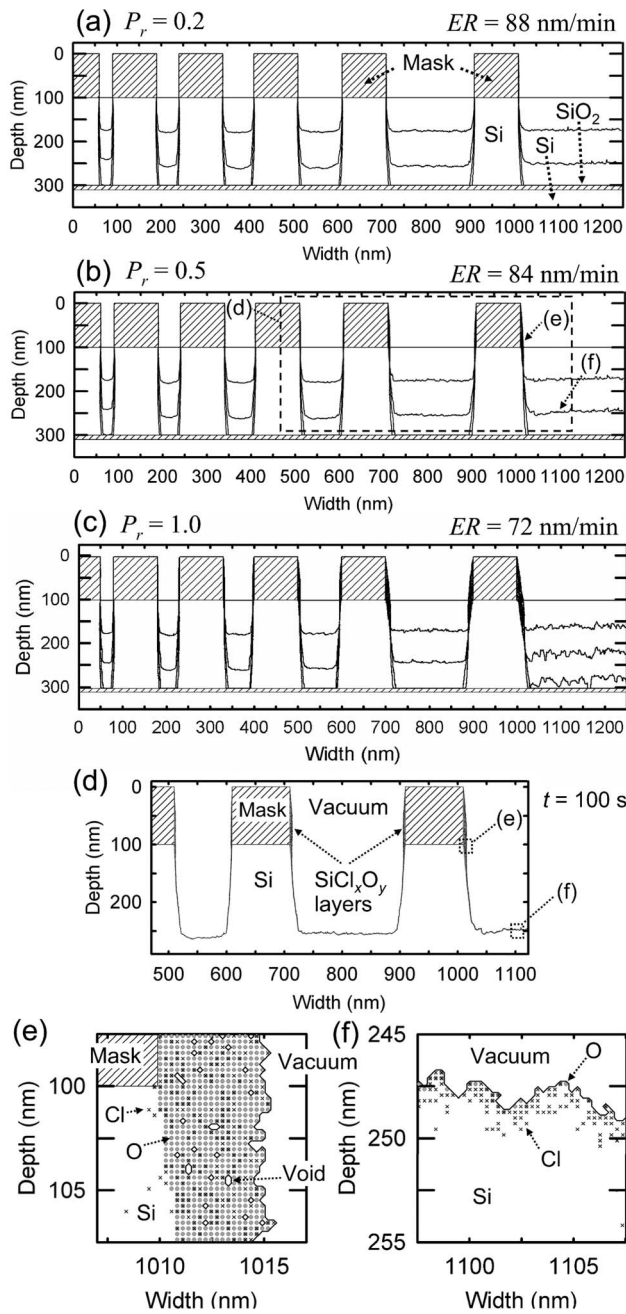 (a) P_r = 0.2 ER = 88 nm/min
0
100
200
300
Depth (nm)
Mask
Si
Si
SiO2
0 100 200 300 400 500 600 700 800 900 1000 1100 1200
Width (nm)
(b) P_r = 0.5 ER = 84 nm/min
0
100
200
300
Depth (nm)
(d)
(e)
(f)
0 100 200 300 400 500 600 700 800 900 1000 1100 1200
Width (nm)
(c) P_r = 1.0 ER = 72 nm/min
0
100
200
300
Depth (nm)
0 100 200 300 400 500 600 700 800 900 1000 1100 1200
Width (nm)
(d)
0
100
200
Depth (nm)
Mask
Vacuum
t = 100 s
(e)
Si
SiClxOy
layers
(f)
500 600 700 800 900 1000 1100
Width (nm)
(e)
100
105
Depth (nm)
Mask
Vacuum
Cl
O
Void
Si
1010 1015
Width (nm)
(f)
245
250
255
Depth (nm)
Vacuum
O
Cl
Si
1100 1105
Width (nm)